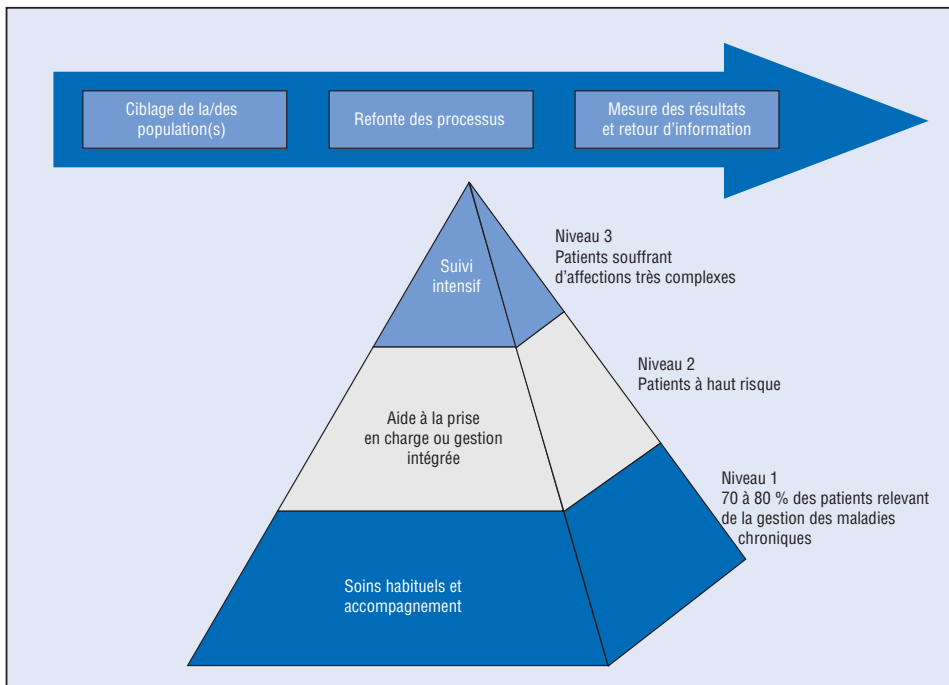 Ciblage de la/des
population(s)
Refonte des processus
Mesure des résultats
et retour d'information
Suivi
intensif
Niveau 3
Patients souffrant
d'affections très complexes
Aide à la prise
en charge ou gestion
intégrée
Niveau 2
Patients à haut risque
Soins habituels et
accompagnement
Niveau 1
70 à 80 % des patients relevant
de la gestion des maladies
chroniques